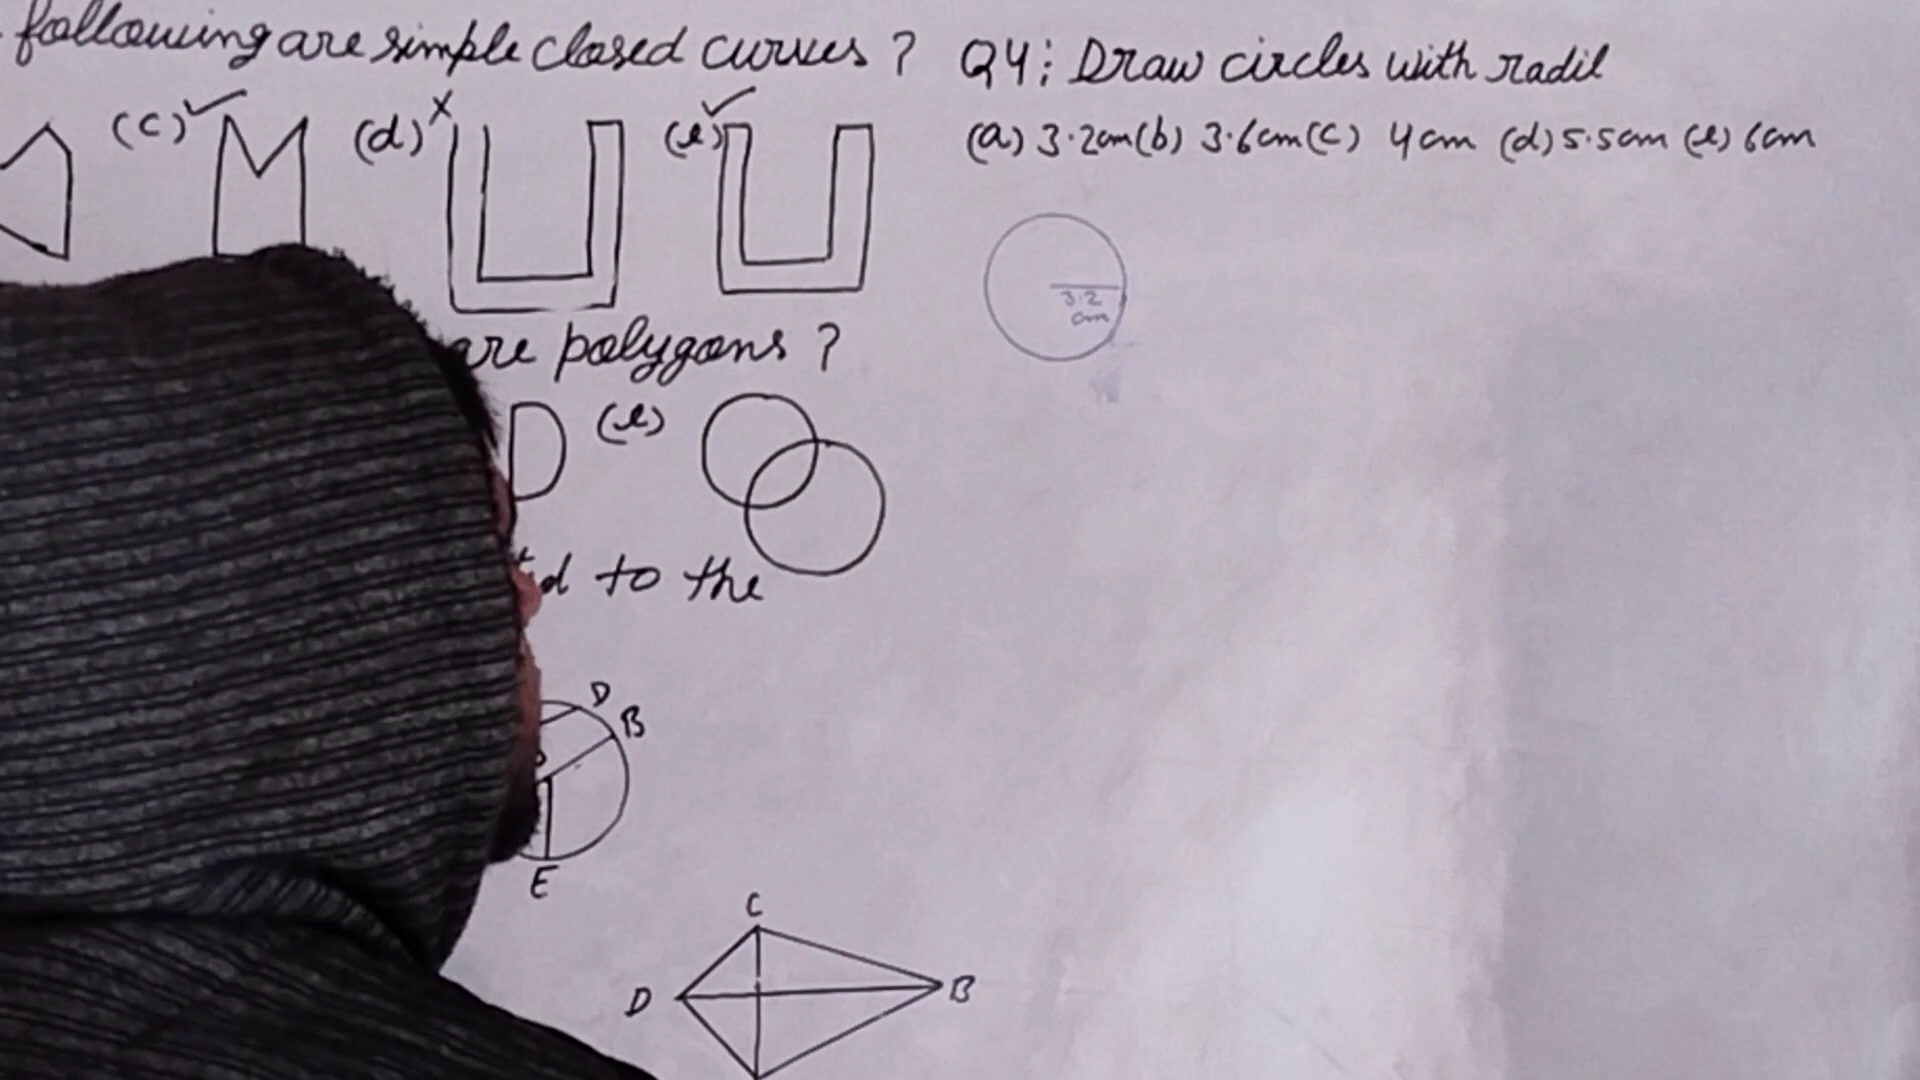 following are simple closed curves ?
(c) ✓ (d) x (e) ✓
are polygons ?
(e)
to the
D
B
E
C
D B
Q4: Draw circles with radil
(a) 3.2cm (b) 3.6cm (c) 4cm (d) 5.5cm (e) 6cm
3.2
cm